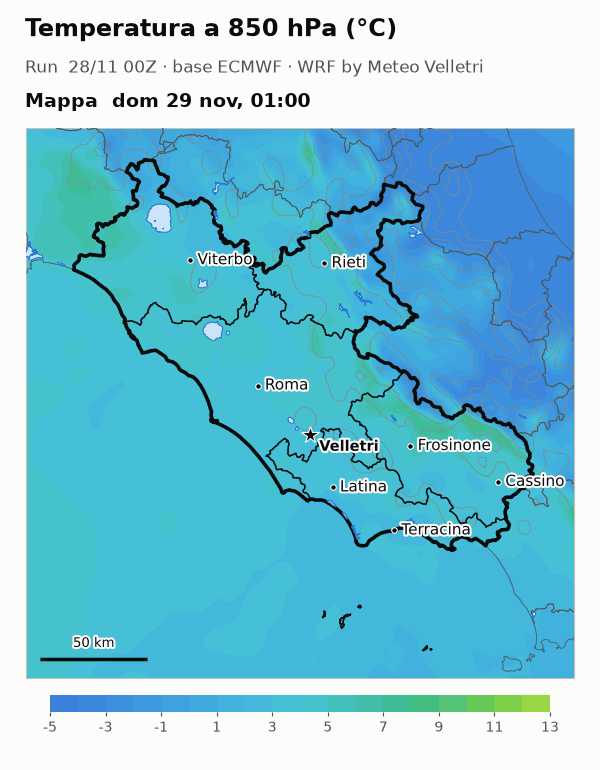 Temperatura a 850 hPa (°C)
Run  28/11 00Z · base ECMWF · WRF by Meteo Velletri
Mappa  dom 29 nov, 01:00
Viterbo
Rieti
Roma
Velletri
Frosinone
Cassino
Latina
Terracina
50 km
-5 -3 -1 1 3 5 7 9 11 13